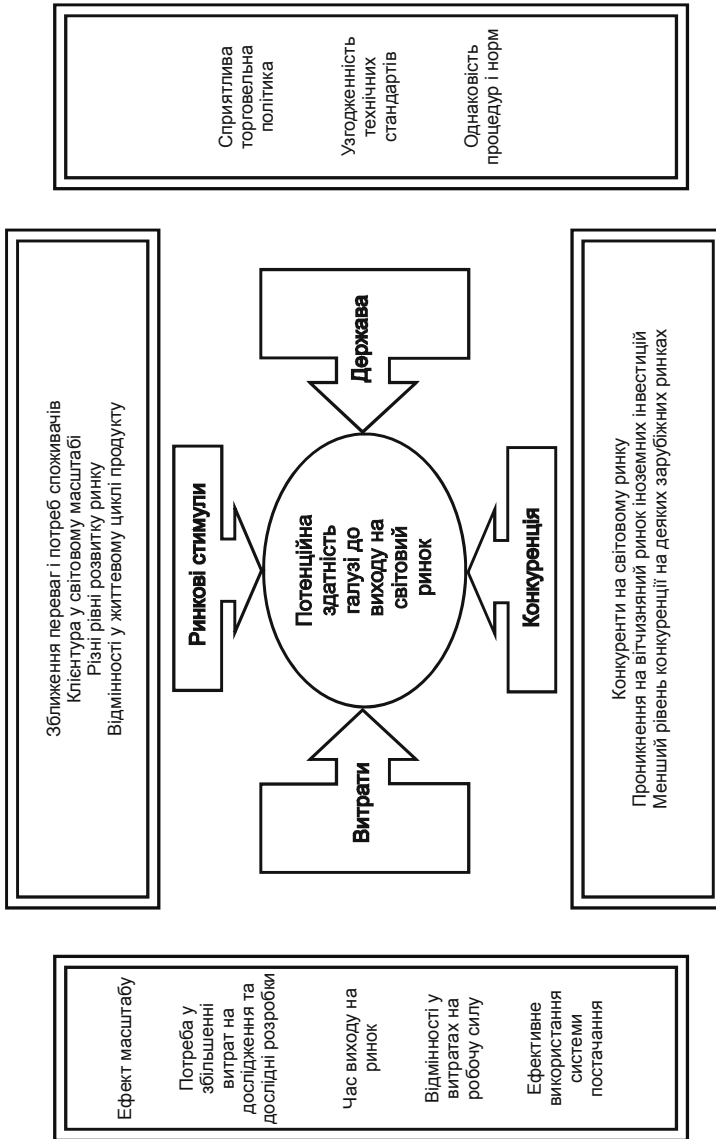 Зближення переваг і потреб споживачів
Клієнтура у світовому масштабі
Різні рівні розвитку ринку
Відмінності у життєвому циклі продукту
Ринкові стимули
Ефект масштабу
Потреба у
збільшенні
витрат на
дослідження та
дослідні розробки
Час виходу на
ринок
Відмінності у
витратах на
робочу силу
Ефективне
використання
системи
постачання
Витрати
Потенційна
здатність
галузі до
виходу на
світовий
ринок
Держава
Сприятлива
торговельна
політика
Узгодженність
технічних
стандартів
Однаковість
процедур і норм
Конкуренція
Конкуренти на світовому ринку
Проникнення на вітчизняний ринок іноземних інвестицій
Менший рівень конкуренції на деяких зарубіжних ринках